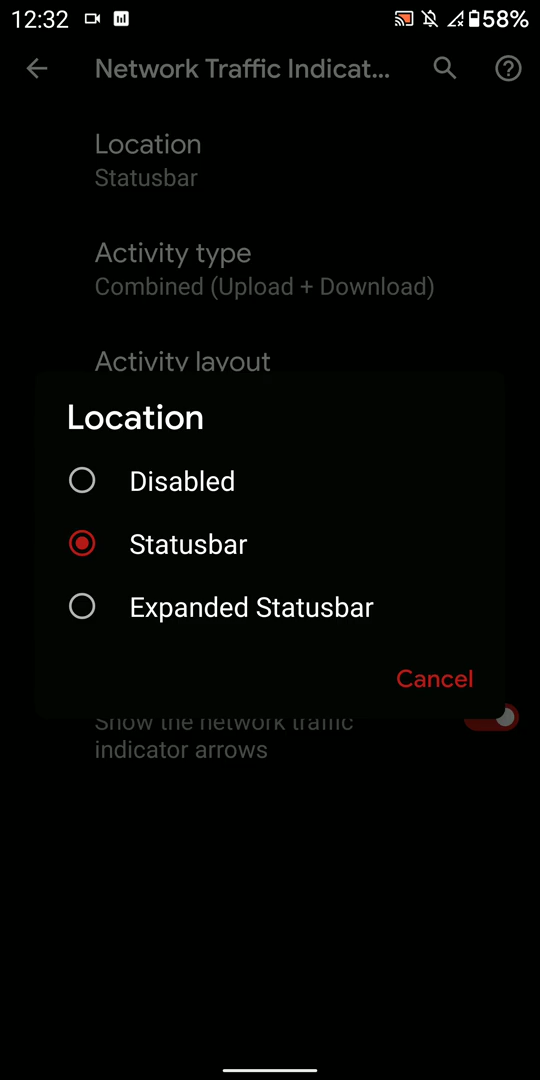 12:32
58%
Network Traffic Indicat...
Location
Statusbar
Activity type
Combined (Upload + Download)
Activity layout
Location
Disabled
Statusbar
Expanded Statusbar
Cancel
Show the network traffic
indicator arrows